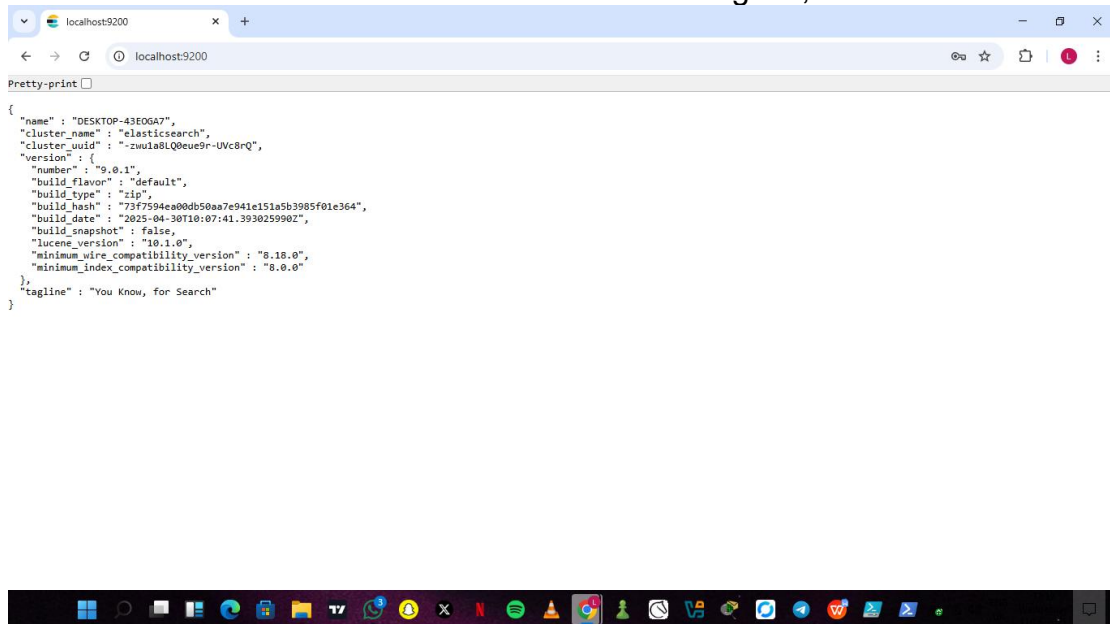 localhost:9200
localhost:9200
Pretty-print
{
"name" : "DESKTOP-43EOGA7",
"cluster_name" : "elasticsearch",
"cluster_uuid" : "-zwu1a8LQ0eue9r-UVc8rQ",
"version" : {
"number" : "9.0.1",
"build_flavor" : "default",
"build_type" : "zip",
"build_hash" : "73f7594ea00db50aa7e941e151a5b3985f01e364",
"build_date" : "2025-04-30T10:07:41.393025990Z",
"build_snapshot" : false,
"lucene_version" : "10.1.0",
"minimum_wire_compatibility_version" : "8.18.0",
"minimum_index_compatibility_version" : "8.0.0"
},
"tagline" : "You Know, for Search"
}